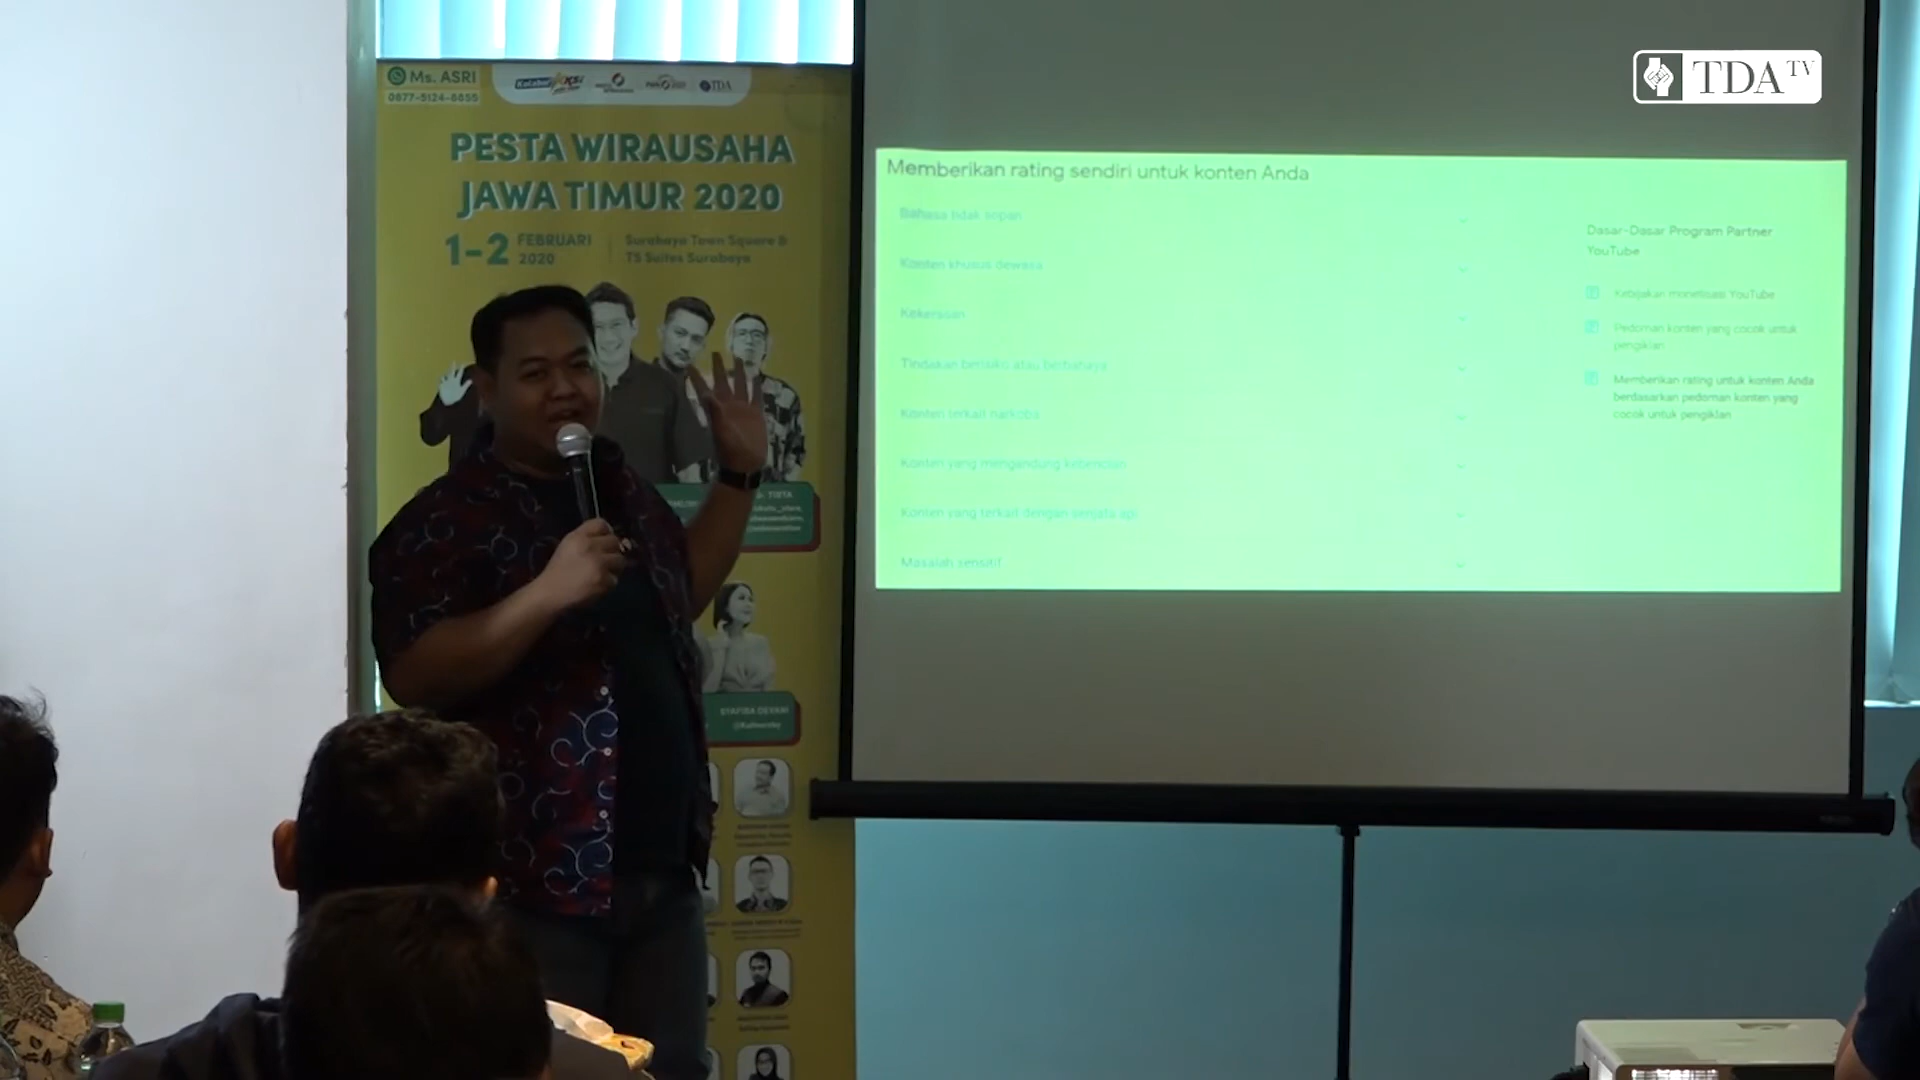 TDA TV
Ms. ASRI
0877-5124-8855
TDA
PESTA WIRAUSAHA
JAWA TIMUR 2020
1-2 FEBRUARI
2020
Surabaya Town Square &
TS Suites Surabaya
TIRTA
SYAFIRA DEVANI
Memberikan rating sendiri untuk konten Anda
Bahasa tidak sopan
Konten khusus dewasa
Kekerasan
Tindakan berisiko atau berbahaya
Konten terkait narkoba
Konten yang mengandung kebencian
Konten yang terkait dengan senjata api
Masalah sensitif
Dasar-Dasar Program Partner
YouTube
Kebijakan monetisasi YouTube
Pedoman konten yang cocok untuk
pengiklan
Memberikan rating untuk konten Anda
berdasarkan pedoman konten yang
cocok untuk pengiklan